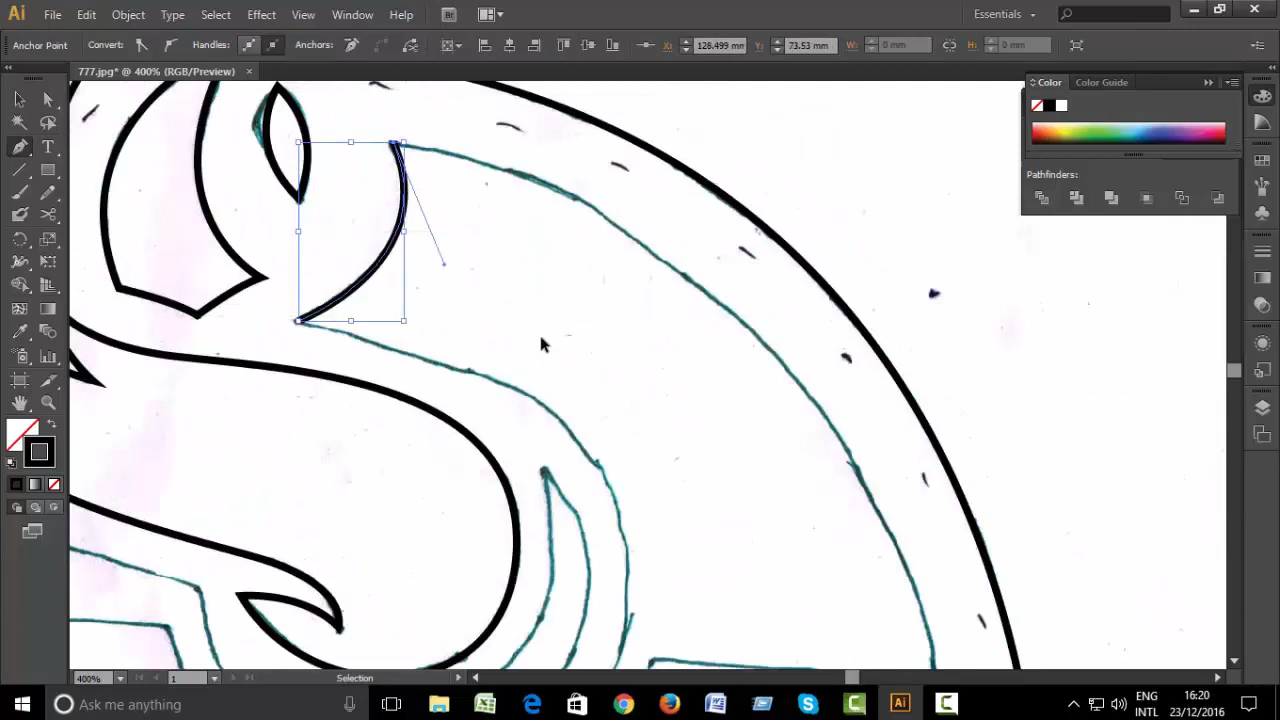 Ai File Edit Object Type Select Effect View Window Help Br Essentials
Anchor Point Convert: Handles: Anchors: X: 128.499 mm Y: 73.53 mm W: 0 mm H: 0 mm
777.jpg* @ 400% (RGB/Preview) ×
Color Color Guide
Pathfinders:
400% 1 Selection
Ask me anything
Ai
ENG 16:20
INTL 23/12/2016